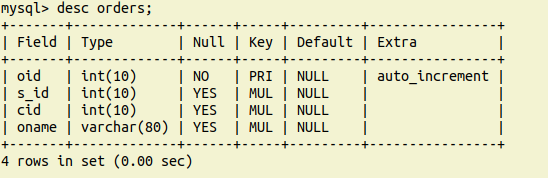 mysql> desc orders;
+-------+-------------+------+-----+---------+----------------+
| Field | Type        | Null | Key | Default | Extra          |
+-------+-------------+------+-----+---------+----------------+
| oid   | int(10)     | NO   | PRI | NULL    | auto_increment |
| s_id  | int(10)     | YES  | MUL | NULL    |                |
| cid   | int(10)     | YES  | MUL | NULL    |                |
| oname | varchar(80) | YES  | MUL | NULL    |                |
+-------+-------------+------+-----+---------+----------------+
4 rows in set (0.00 sec)